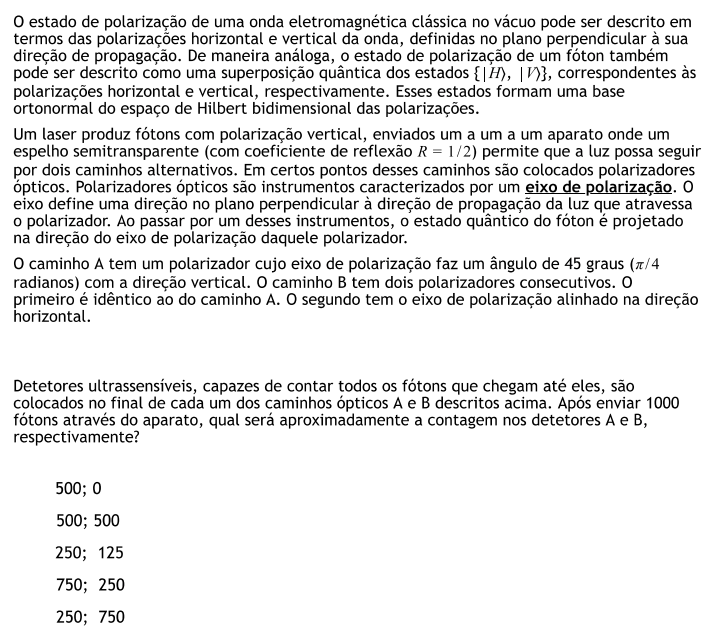 O estado de polarização de uma onda eletromagnética clássica no vácuo pode ser descrito em
termos das polarizações horizontal e vertical da onda, definidas no plano perpendicular à sua
direção de propagação. De maneira análoga, o estado de polarização de um fóton também
pode ser descrito como uma superposição quântica dos estados {|H⟩, |V⟩}, correspondentes às
polarizações horizontal e vertical, respectivamente. Esses estados formam uma base
ortonormal do espaço de Hilbert bidimensional das polarizações.
Um laser produz fótons com polarização vertical, enviados um a um a um aparato onde um
espelho semitransparente (com coeficiente de reflexão R = 1/2) permite que a luz possa seguir
por dois caminhos alternativos. Em certos pontos desses caminhos são colocados polarizadores
ópticos. Polarizadores ópticos são instrumentos caracterizados por um eixo de polarização. O
eixo define uma direção no plano perpendicular à direção de propagação da luz que atravessa
o polarizador. Ao passar por um desses instrumentos, o estado quântico do fóton é projetado
na direção do eixo de polarização daquele polarizador.
O caminho A tem um polarizador cujo eixo de polarização faz um ângulo de 45 graus (π/4
radianos) com a direção vertical. O caminho B tem dois polarizadores consecutivos. O
primeiro é idêntico ao do caminho A. O segundo tem o eixo de polarização alinhado na direção
horizontal.
Detetores ultrassensíveis, capazes de contar todos os fótons que chegam até eles, são
colocados no final de cada um dos caminhos ópticos A e B descritos acima. Após enviar 1000
fótons através do aparato, qual será aproximadamente a contagem nos detetores A e B,
respectivamente?
500; 0
500; 500
250; 125
750; 250
250; 750